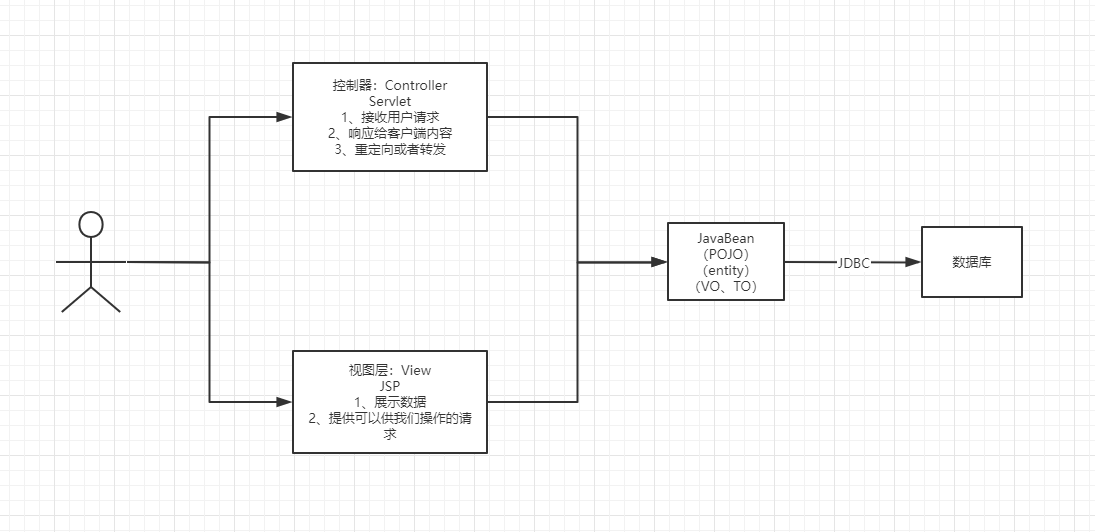 控制器：Controller
Servlet
1、接收用户请求
2、响应给客户端内容
3、重定向或者转发
视图层：View
JSP
1、展示数据
2、提供可以供我们操作的请
求
JavaBean
（POJO）
（entity）
（VO、TO）
JDBC
数据库